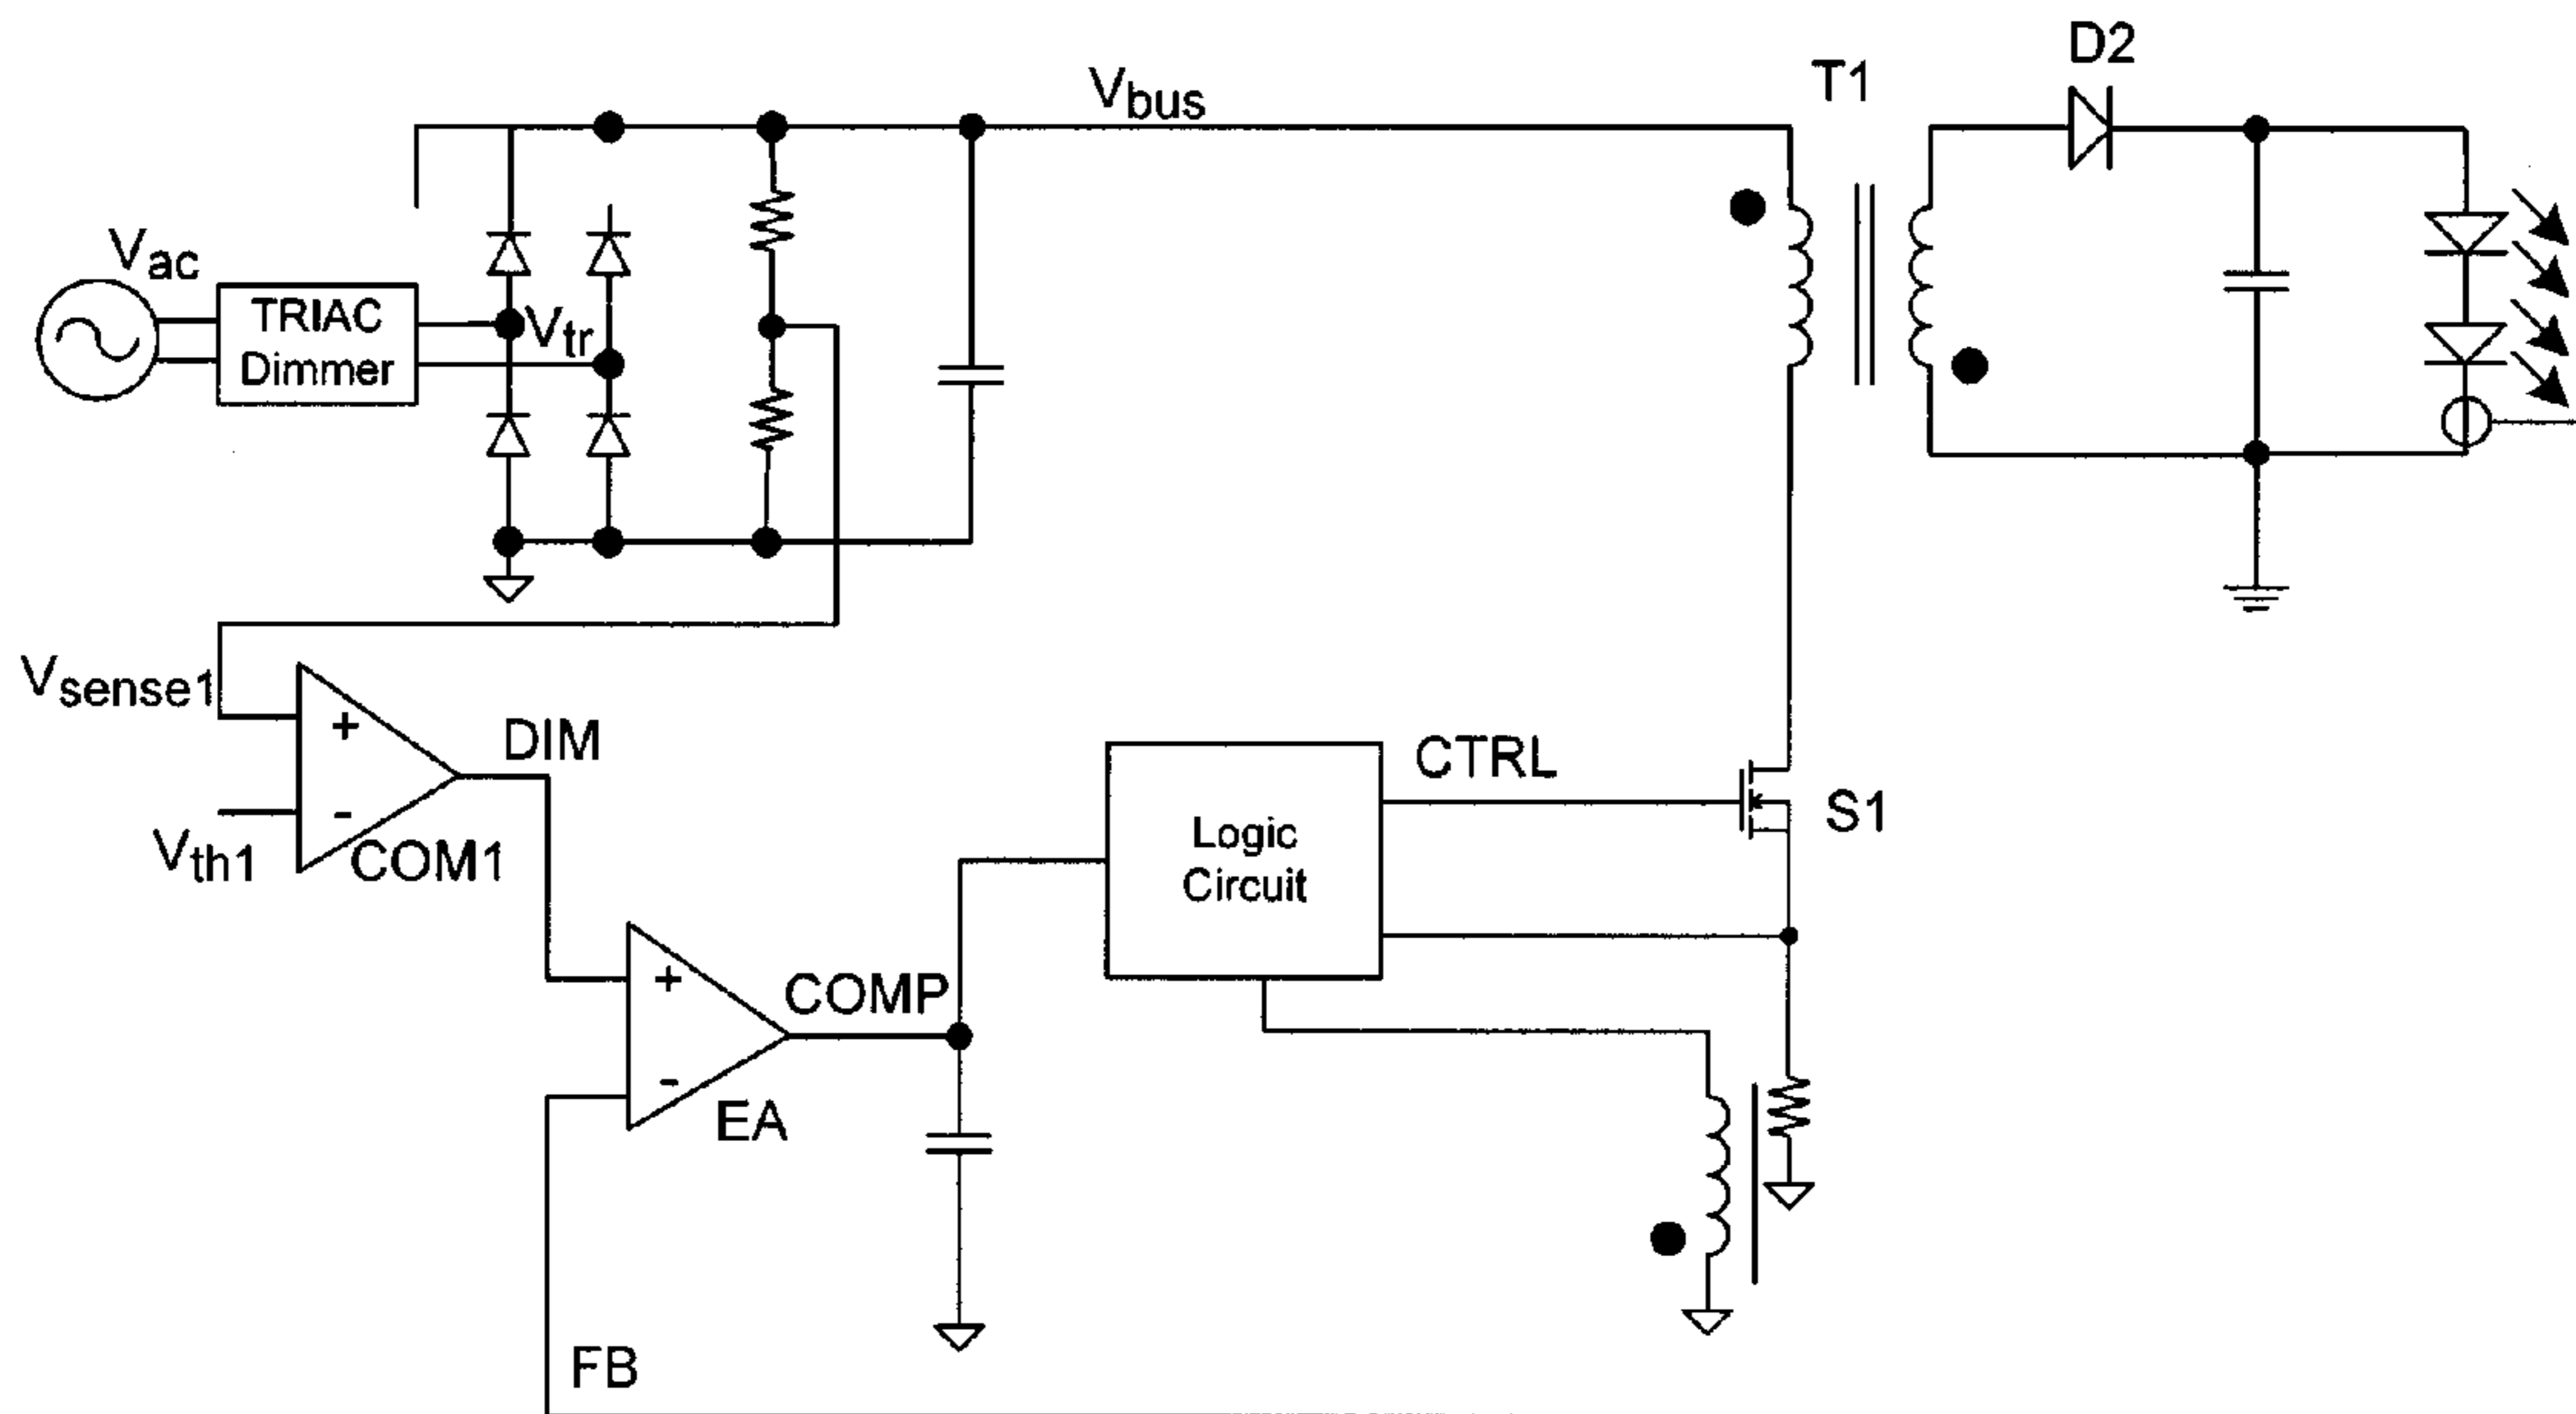 D2
T1
Vbus
Vac
TRIAC
Dimmer
Vtr
Vsense1
+
-
Vth1
COM1
DIM
CTRL
S1
Logic
Circuit
+
-
EA
COMP
FB